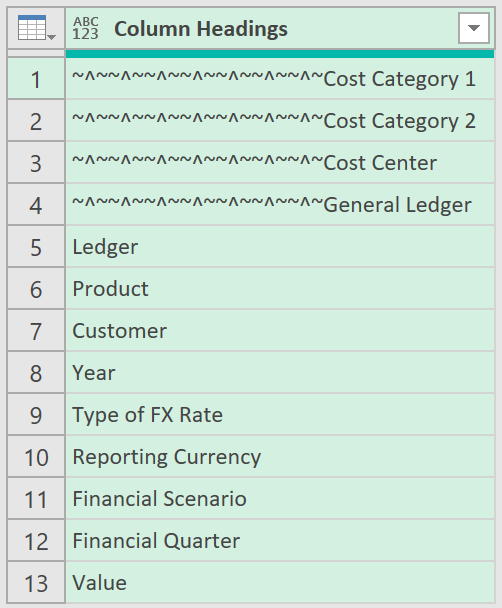 ABC
123
Column Headings
1 ~^~~^~~^~~^~~^~~^~~^~Cost Category 1
2 ~^~~^~~^~~^~~^~~^~~^~Cost Category 2
3 ~^~~^~~^~~^~~^~~^~~^~Cost Center
4 ~^~~^~~^~~^~~^~~^~~^~General Ledger
5 Ledger
6 Product
7 Customer
8 Year
9 Type of FX Rate
10 Reporting Currency
11 Financial Scenario
12 Financial Quarter
13 Value